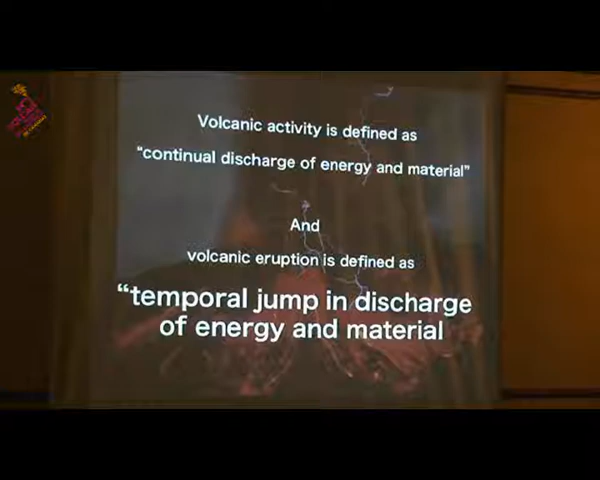 Volcanic activity is defined as
“continual discharge of energy and material”
And
volcanic eruption is defined as
“temporal jump in discharge
of energy and material